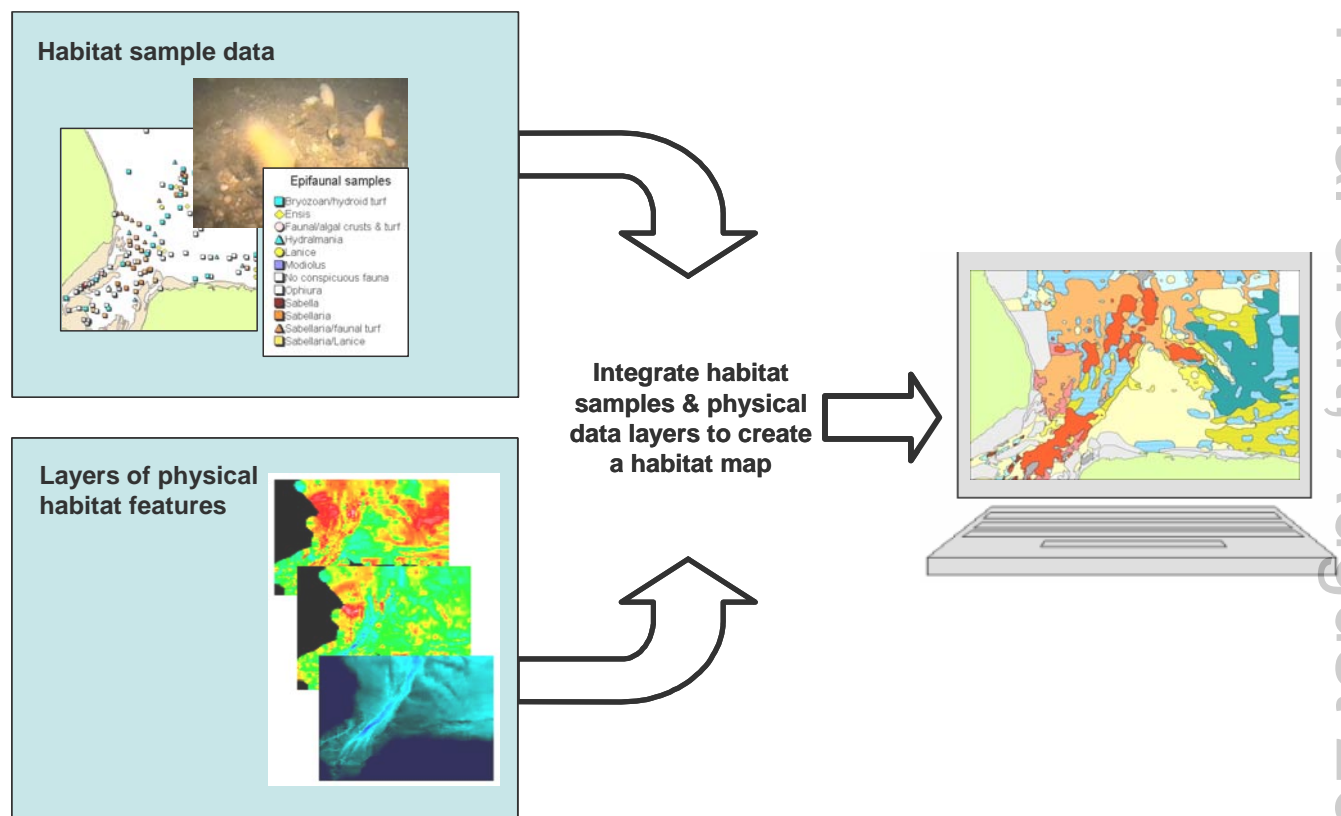 Habitat sample data
Epifaunal samples
Bryozoan/hydroid turf
Ensis
Faunal/algal crusts & turf
Hydralmania
Lanice
Modiolus
No conspicuous fauna
Ophiura
Sabella
Sabellaria
Sabellaria/faunal turf
Sabellaria/Lanice
Layers of physical
habitat features
Integrate habitat
samples & physical
data layers to create
a habitat map